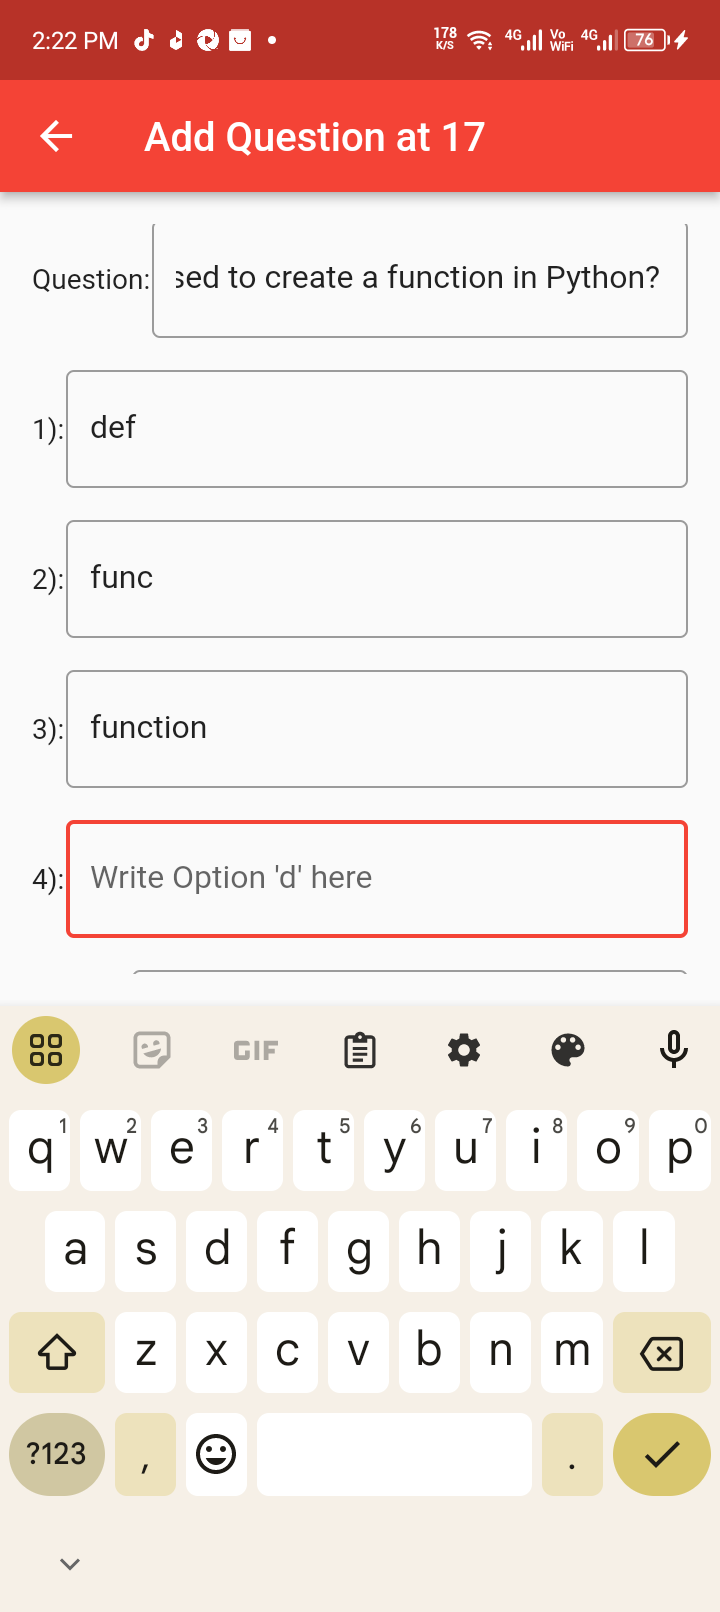 2:22 PM 178 K/S 4G Vo WiFi 4G 76
Add Question at 17
Question: sed to create a function in Python?
1): def
2): func
3): function
4): Write Option 'd' here
GIF
q1 w2 e3 r4 t5 y6 u7 i8 o9 p0
a s d f g h j k l
z x c v b n m
?123 , .